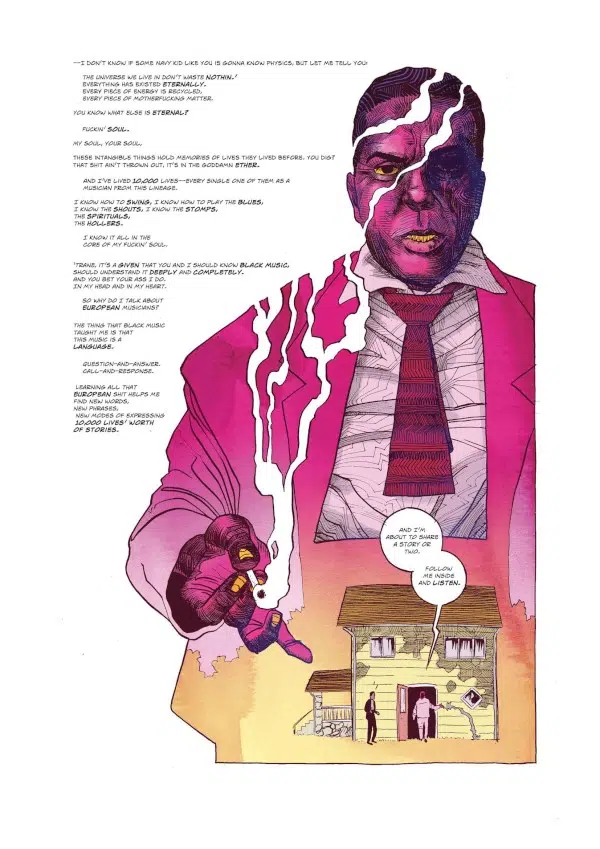 --I DON'T KNOW IF SOME NAVY KID LIKE YOU IS GONNA KNOW PHYSICS, BUT LET ME TELL YOU:
THE UNIVERSE WE LIVE IN DON'T WASTE NOTHIN.'
EVERYTHING HAS EXISTED ETERNALLY.
EVERY PIECE OF ENERGY IS RECYCLED,
EVERY PIECE OF MOTHERFUCKING MATTER.
YOU KNOW WHAT ELSE IS ETERNAL?
FUCKIN' SOUL.
MY SOUL, YOUR SOUL,
THESE INTANGIBLE THINGS HOLD MEMORIES OF LIVES THEY LIVED BEFORE. YOU DIG?
THAT SHIT AIN'T THROWN OUT, IT'S IN THE GODDAMN ETHER.
AND I'VE LIVED 10,000 LIVES--EVERY SINGLE ONE OF THEM AS A
MUSICIAN FROM THIS LINEAGE.
I KNOW HOW TO SWING, I KNOW HOW TO PLAY THE BLUES,
I KNOW THE SHOUTS, I KNOW THE STOMPS,
THE SPIRITUALS,
THE HOLLERS.
I KNOW IT ALL IN THE
CORE OF MY FUCKIN' SOUL.
'TRANE, IT'S A GIVEN THAT YOU AND I SHOULD KNOW BLACK MUSIC,
SHOULD UNDERSTAND IT DEEPLY AND COMPLETELY.
AND YOU BET YOUR ASS I DO.
IN MY HEAD AND IN MY HEART.
SO WHY DO I TALK ABOUT
EUROPEAN MUSICIANS?
THE THING THAT BLACK MUSIC
TAUGHT ME IS THAT
THIS MUSIC IS A
LANGUAGE.
QUESTION-AND-ANSWER.
CALL-AND-RESPONSE.
LEARNING ALL THAT
EUROPEAN SHIT HELPS ME
FIND NEW WORDS,
NEW PHRASES,
NEW MODES OF EXPRESSING
10,000 LIVES' WORTH
OF STORIES.
AND I'M
ABOUT TO SHARE
A STORY OR
TWO.
FOLLOW
ME INSIDE
AND LISTEN.